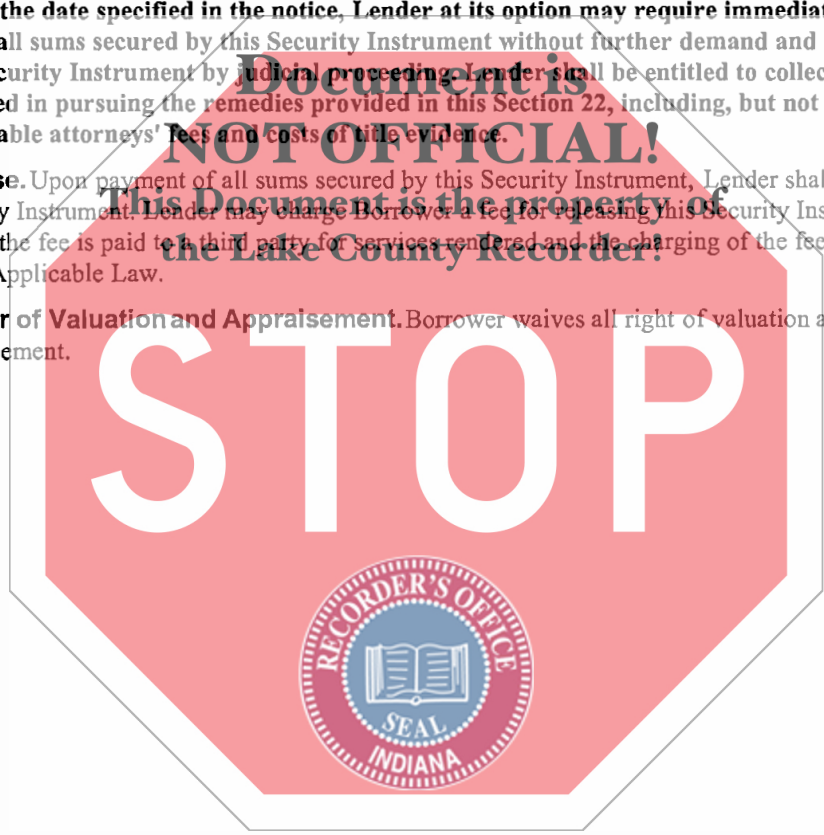 the date specified in the notice, Lender at its option may require immediat
all sums secured by this Security Instrument without further demand and
curity Instrument by judicial proceeding. Lender shall be entitled to collec
ed in pursuing the remedies provided in this Section 22, including, but not
able attorneys' fees and costs of title evidence.
se. Upon payment of all sums secured by this Security Instrument, Lender shal
y Instrument. Lender may charge Borrower a fee for releasing this Security Ins
the fee is paid to a third party for services rendered and the charging of the fee
Applicable Law.
r of Valuation and Appraisement. Borrower waives all right of valuation a
ement.
Document is
NOT OFFICIAL!
This Document is the property of
the Lake County Recorder!
STOP
RECORDER'S OFFICE
SEAL
INDIANA